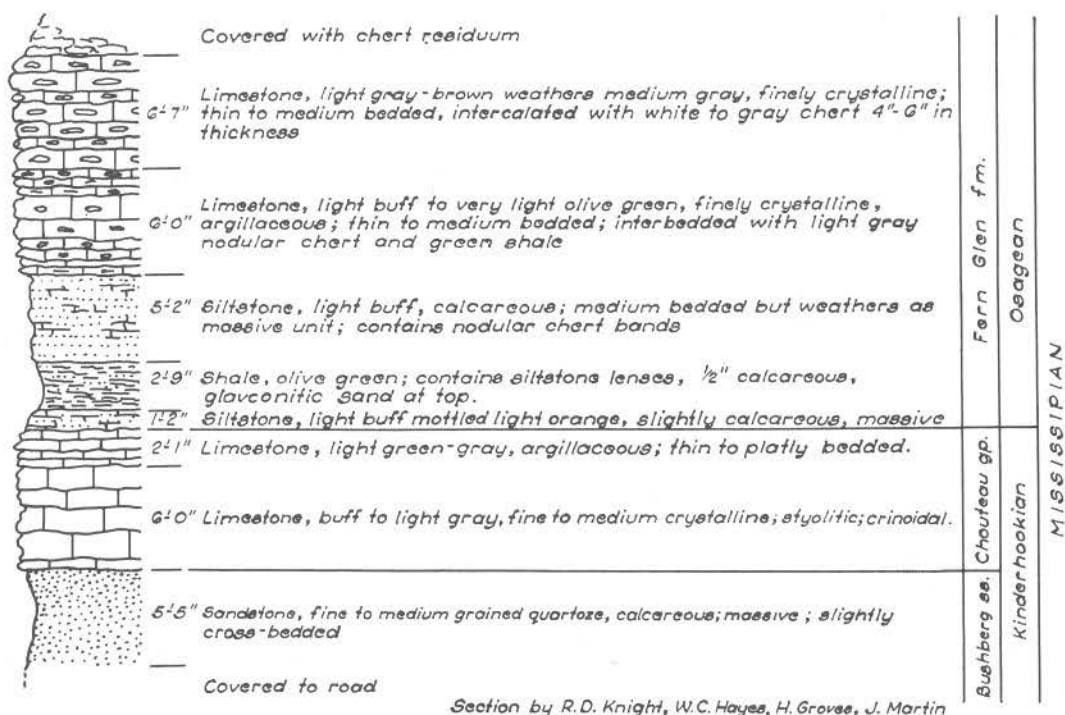 Covered with chert residuum
6'-7" Limestone, light gray-brown weathers medium gray, finely crystalline;
thin to medium bedded, intercalated with white to gray chert 4"-6" in
thickness
6'-0" Limestone, light buff to very light olive green, finely crystalline,
argillaceous; thin to medium bedded; interbedded with light gray
nodular chert and green shale
5'-2" Siltstone, light buff, calcareous; medium bedded but weathers as
massive unit; contains nodular chert bands
2'-9" Shale, olive green; contains siltstone lenses, 1/2" calcareous,
glavconitic sand at top.
1'-2" Siltstone, light buff mottled light orange, slightly calcareous, massive
2'-1" Limestone, light green-gray, argillaceous; thin to platly bedded.
6'-0" Limestone, buff to light gray, fine to medium crystalline; styolitic; crinoidal.
5'-5" Sandstone, fine to medium grained quartoze, calcareous; massive; slightly
cross-bedded
Covered to road
Section by R.D. Knight, W.C. Hayes, H. Groves, J. Martin
Fern Glen fm.
Chouteau gp.
Bushberg ss.
Osagean
Kinderhookian
MISSISSIPIAN